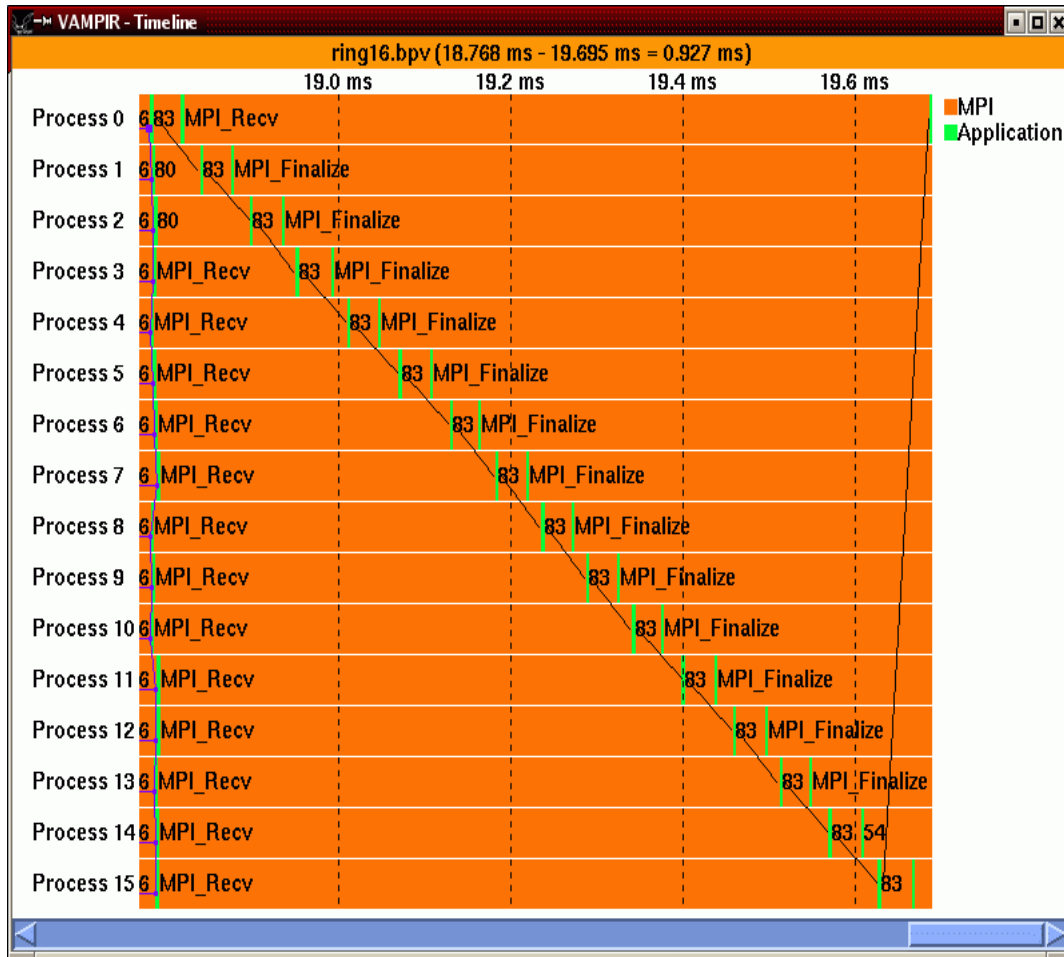 VAMPIR - Timeline
ring16.bpv (18.768 ms - 19.695 ms = 0.927 ms)
19.0 ms 19.2 ms 19.4 ms 19.6 ms
MPI
Application
Process 0 6 83 MPI_Recv
Process 1 6 80 83 MPI_Finalize
Process 2 6 80 83 MPI_Finalize
Process 3 6 MPI_Recv 83 MPI_Finalize
Process 4 6 MPI_Recv 83 MPI_Finalize
Process 5 6 MPI_Recv 83 MPI_Finalize
Process 6 6 MPI_Recv 83 MPI_Finalize
Process 7 6 MPI_Recv 83 MPI_Finalize
Process 8 6 MPI_Recv 83 MPI_Finalize
Process 9 6 MPI_Recv 83 MPI_Finalize
Process 10 6 MPI_Recv 83 MPI_Finalize
Process 11 6 MPI_Recv 83 MPI_Finalize
Process 12 6 MPI_Recv 83 MPI_Finalize
Process 13 6 MPI_Recv 83 MPI_Finalize
Process 14 6 MPI_Recv 83 54
Process 15 6 MPI_Recv 83